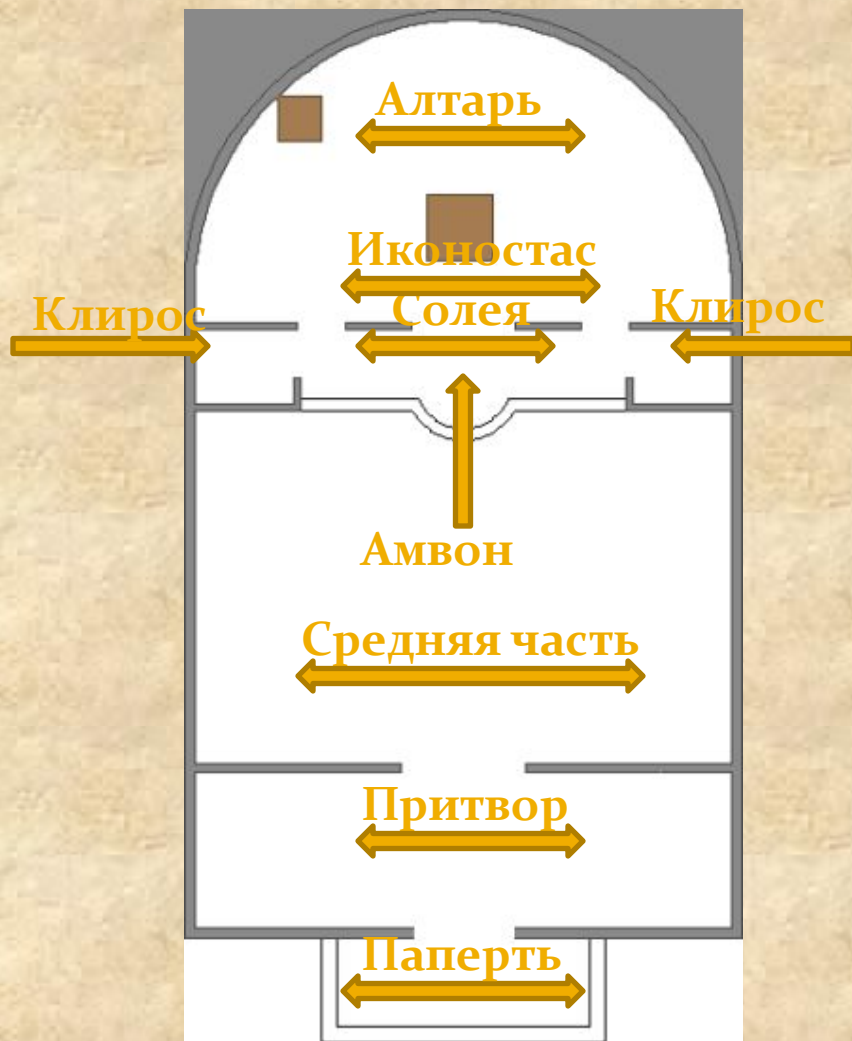 Алтарь
Иконостас
Клирос
Солея
Клирос
Амвон
Средняя часть
Притвор
Паперть